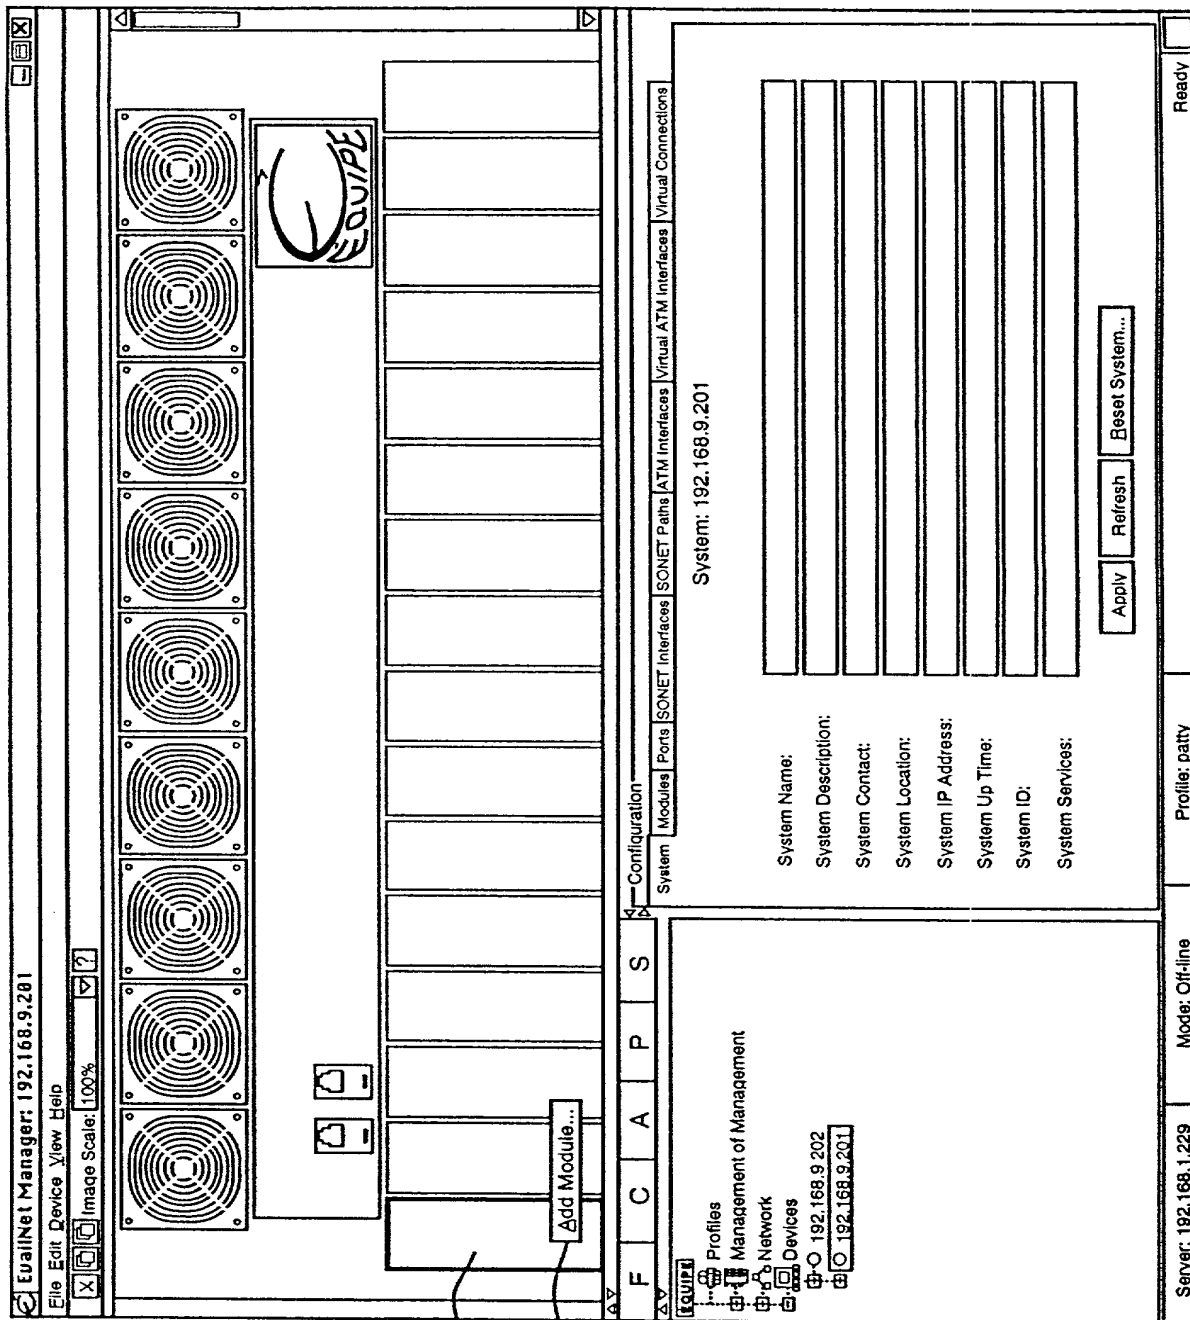 EvallNet Manager: 192.168.9.201
File Edit Device View Help
X Image Scale: 100% ?
EQUIPE
Add Module...
F C A P S
EQUIPE
Profiles
Management of Management
Network
Devices
192.168.9.202
192.168.9.201
Configuration
System Modules Ports SONET Interfaces SONET Paths ATM Interfaces Virtual ATM Interfaces Virtual Connections
System: 192.168.9.201
System Name:
System Description:
System Contact:
System Location:
System IP Address:
System Up Time:
System ID:
System Services:
Apply Refresh Reset System...
Server: 192.168.1.229 Mode: Off-line Profile: patty Ready